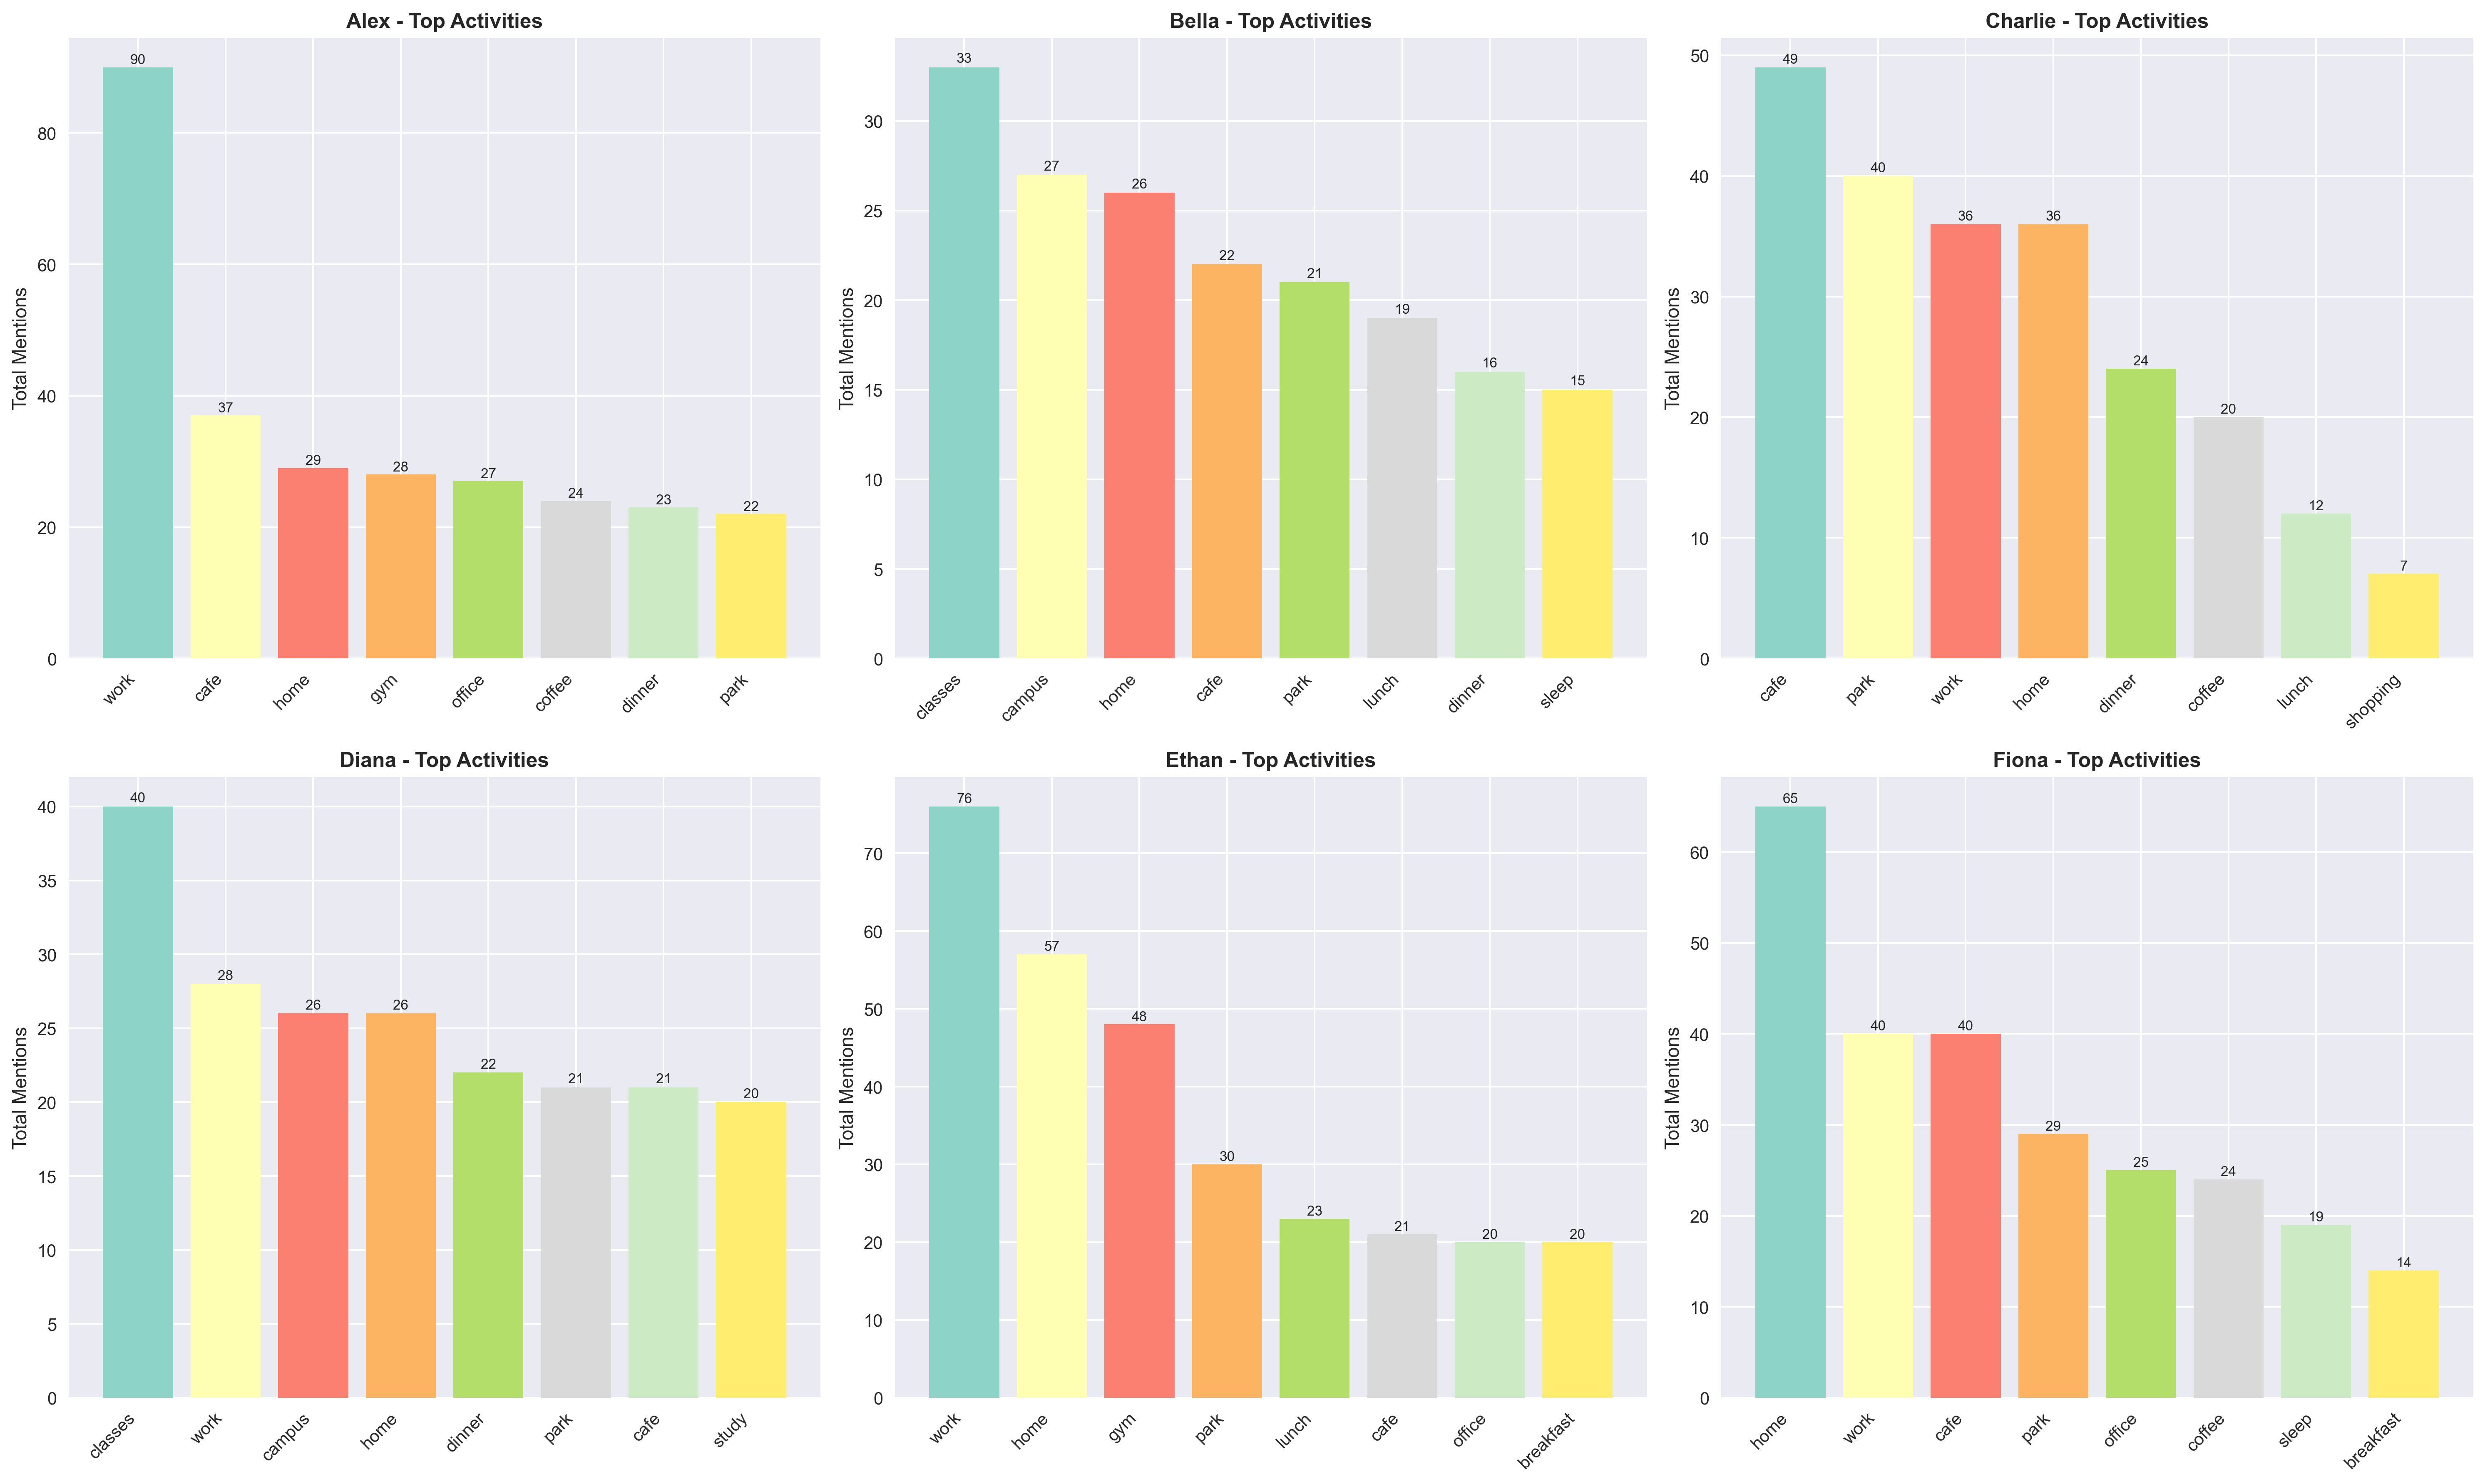 Alex - Top Activities
Total Mentions
80
60
40
20
0
90
37
29
28
27
24
23
22
work
cafe
home
gym
office
coffee
dinner
park
Bella - Top Activities
Total Mentions
30
25
20
15
10
5
0
33
27
26
22
21
19
16
15
classes
campus
home
cafe
park
lunch
dinner
sleep
Charlie - Top Activities
Total Mentions
50
40
30
20
10
0
49
40
36
36
24
20
12
7
cafe
park
work
home
dinner
coffee
lunch
shopping
Diana - Top Activities
Total Mentions
40
35
30
25
20
15
10
5
0
40
28
26
26
22
21
21
20
classes
work
campus
home
dinner
park
cafe
study
Ethan - Top Activities
Total Mentions
70
60
50
40
30
20
10
0
76
57
48
30
23
21
20
20
work
home
gym
park
lunch
cafe
office
breakfast
Fiona - Top Activities
Total Mentions
60
50
40
30
20
10
0
65
40
40
29
25
24
19
14
home
work
cafe
park
office
coffee
sleep
breakfast